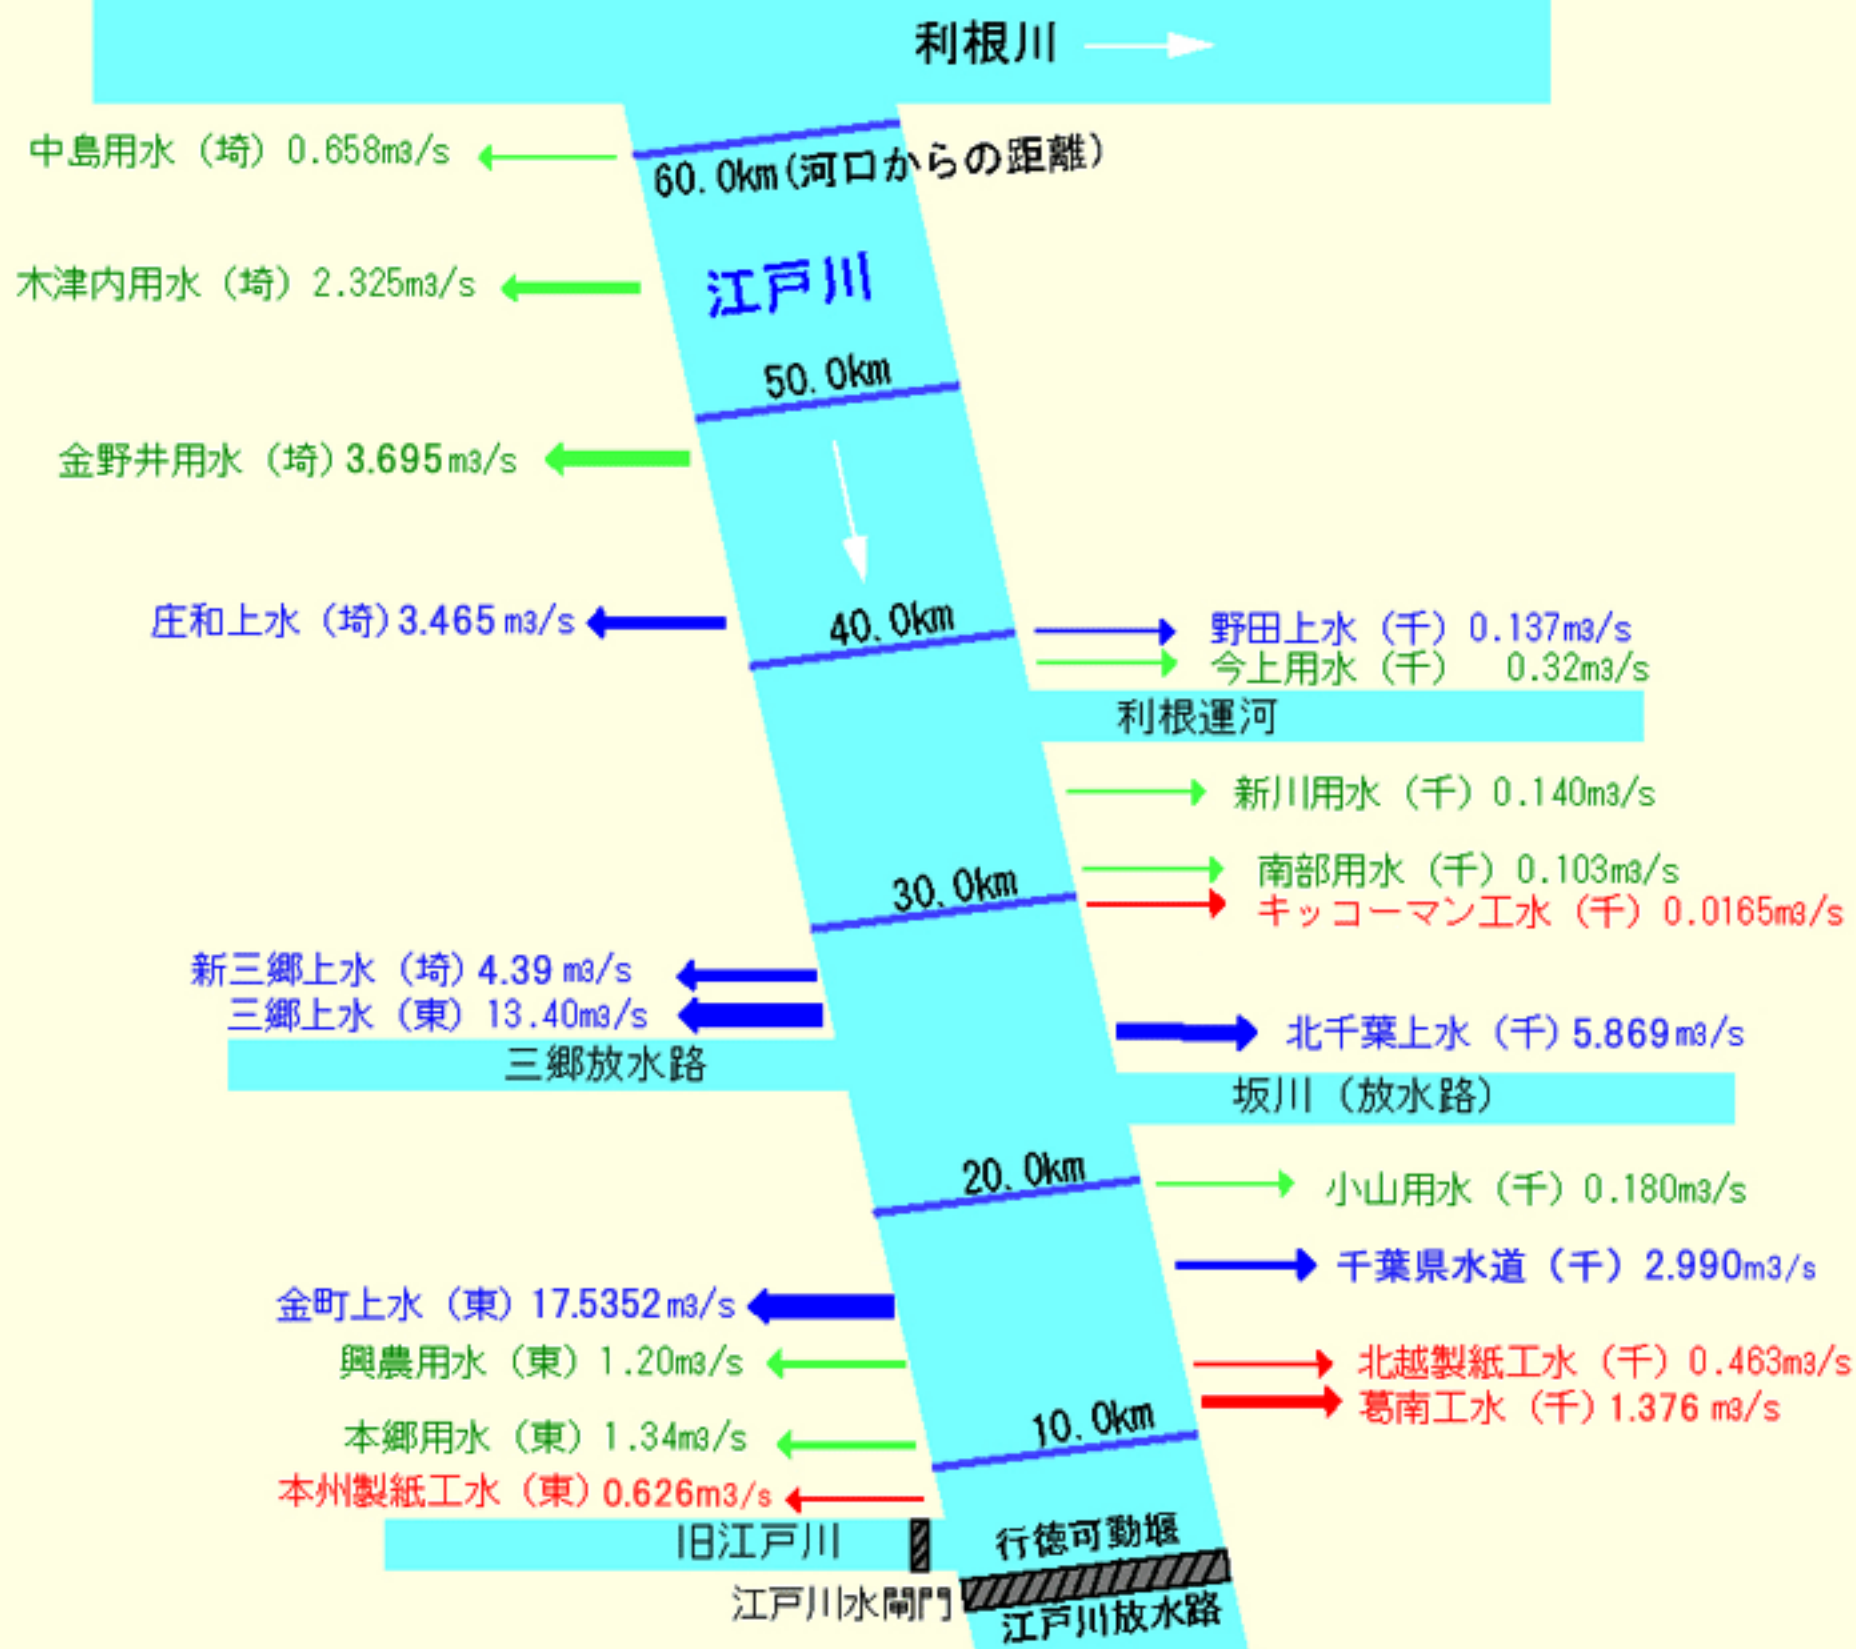 利根川
中島用水（埼）0.658m3/s
60.0km(河口からの距離)
木津内用水（埼）2.325m3/s
江戸川
50.0km
金野井用水（埼）3.695m3/s
庄和上水（埼）3.465m3/s
40.0km
野田上水（千）0.137m3/s
今上用水（千）　0.32m3/s
利根運河
新川用水（千）0.140m3/s
南部用水（千）0.103m3/s
30.0km
キッコーマン工水（千）0.0165m3/s
新三郷上水（埼）4.39m3/s
三郷上水（東）13.40m3/s
北千葉上水（千）5.869m3/s
三郷放水路
坂川（放水路）
20.0km
小山用水（千）0.180m3/s
千葉県水道（千）2.990m3/s
金町上水（東）17.5352m3/s
興農用水（東）1.20m3/s
北越製紙工水（千）0.463m3/s
葛南工水（千）1.376 m3/s
10.0km
本郷用水（東）1.34m3/s
本州製紙工水（東）0.626m3/s
旧江戸川
行徳可動堰
江戸川水閘門
江戸川放水路